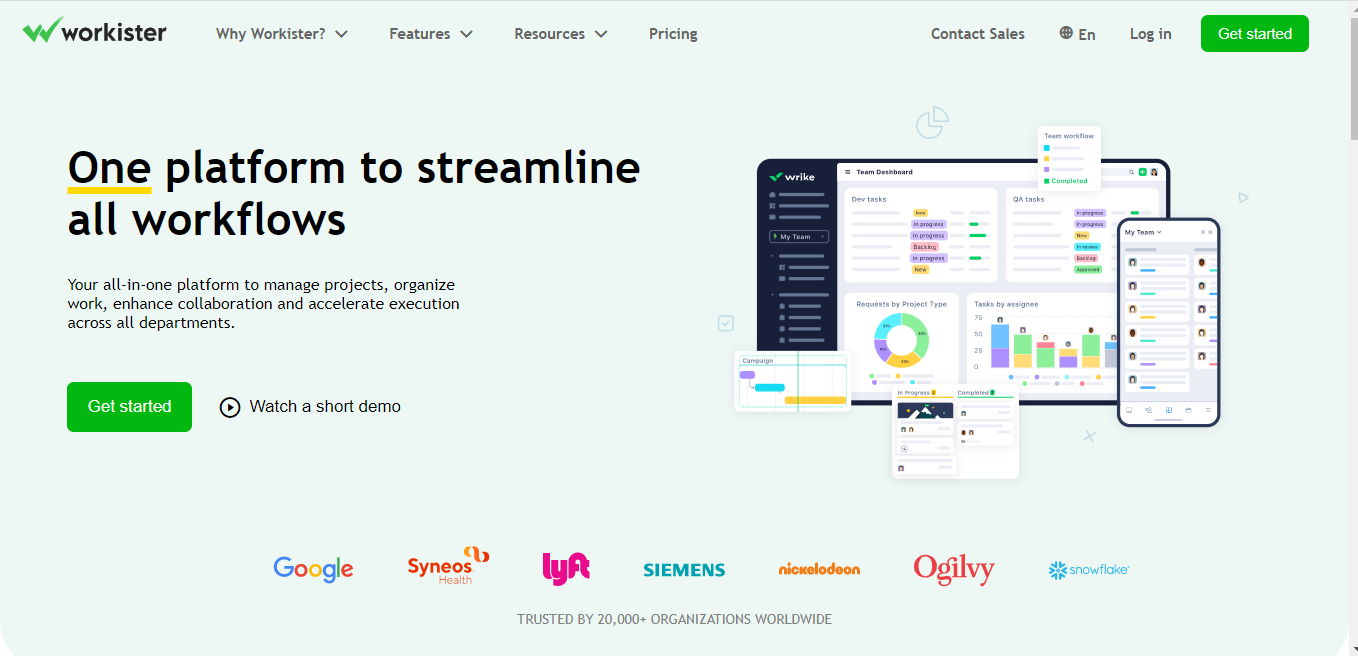 workister
Why Workister?
Features
Resources
Pricing
Contact Sales
En
Log in
Get started
One platform to streamline
all workflows
Your all-in-one platform to manage projects, organize
work, enhance collaboration and accelerate execution
across all departments.
Get started
Watch a short demo
Team workflow
Completed
wrike
Team Dashboard
My Team
Dev tasks
New
In progress
In progress
Backlog
In progress
New
QA tasks
In progress
In progress
New
In review
Backlog
Approved
Requests by Project Type
Tasks by assignee
75
50
25
0
My Team
Campaign
In Progress
Completed 2
Google
Syneos
Health
lyft
SIEMENS
nickelodeon
Ogilvy
snowflake
TRUSTED BY 20,000+ ORGANIZATIONS WORLDWIDE